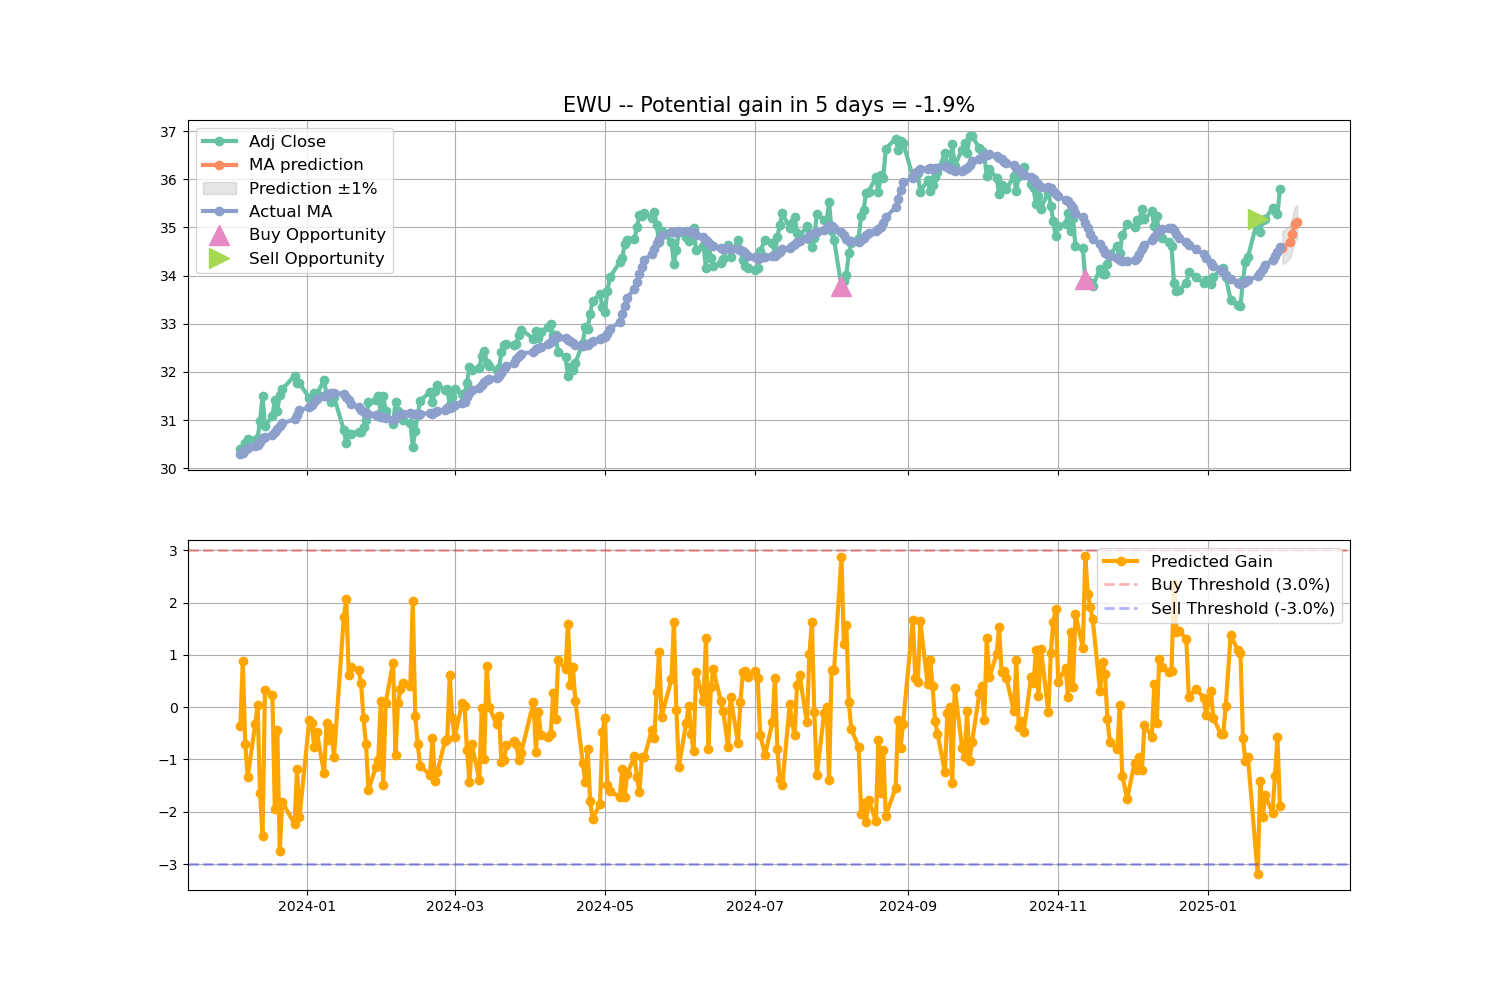 EWU -- Potential gain in 5 days = -1.9%
37
36
35
34
33
32
31
30
Adj Close
MA prediction
Prediction ±1%
Actual MA
Buy Opportunity
Sell Opportunity
3
2
1
0
−1
−2
−3
Predicted Gain
Buy Threshold (3.0%)
Sell Threshold (-3.0%)
2024-01
2024-03
2024-05
2024-07
2024-09
2024-11
2025-01